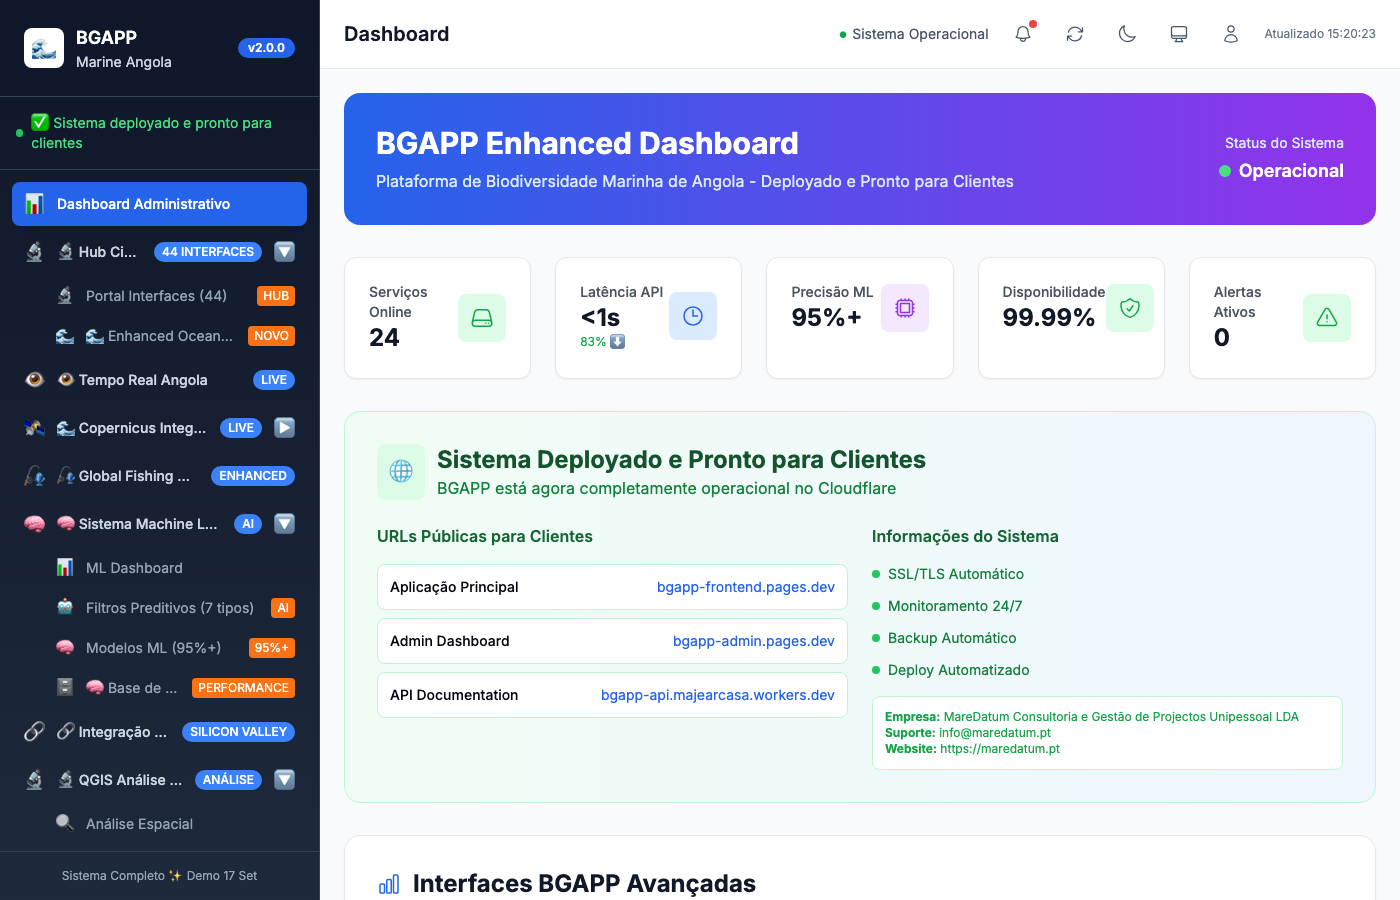 BGAPP
Marine Angola
v2.0.0
✅ Sistema deployado e pronto para
clientes
Dashboard Administrativo
Hub Ci...
44 INTERFACES
Portal Interfaces (44)
HUB
Enhanced Ocean...
NOVO
Tempo Real Angola
LIVE
Copernicus Integ...
LIVE
Global Fishing ...
ENHANCED
Sistema Machine L...
AI
ML Dashboard
Filtros Preditivos (7 tipos)
AI
Modelos ML (95%+)
95%+
Base de ...
PERFORMANCE
Integração ...
SILICON VALLEY
QGIS Análise ...
ANÁLISE
Análise Espacial
Sistema Completo ✨ Demo 17 Set
Dashboard
Sistema Operacional
Atualizado 15:20:23
BGAPP Enhanced Dashboard
Plataforma de Biodiversidade Marinha de Angola - Deployado e Pronto para Clientes
Status do Sistema
Operacional
Serviços
Online
24
Latência API
<1s
83% ⬇️
Precisão ML
95%+
Disponibilidade
99.99%
Alertas
Ativos
0
Sistema Deployado e Pronto para Clientes
BGAPP está agora completamente operacional no Cloudflare
URLs Públicas para Clientes
Aplicação Principal
bgapp-frontend.pages.dev
Admin Dashboard
bgapp-admin.pages.dev
API Documentation
bgapp-api.majearcasa.workers.dev
Informações do Sistema
SSL/TLS Automático
Monitoramento 24/7
Backup Automático
Deploy Automatizado
Empresa: MareDatum Consultoria e Gestão de Projectos Unipessoal LDA
Suporte: info@maredatum.pt
Website: https://maredatum.pt
Interfaces BGAPP Avançadas